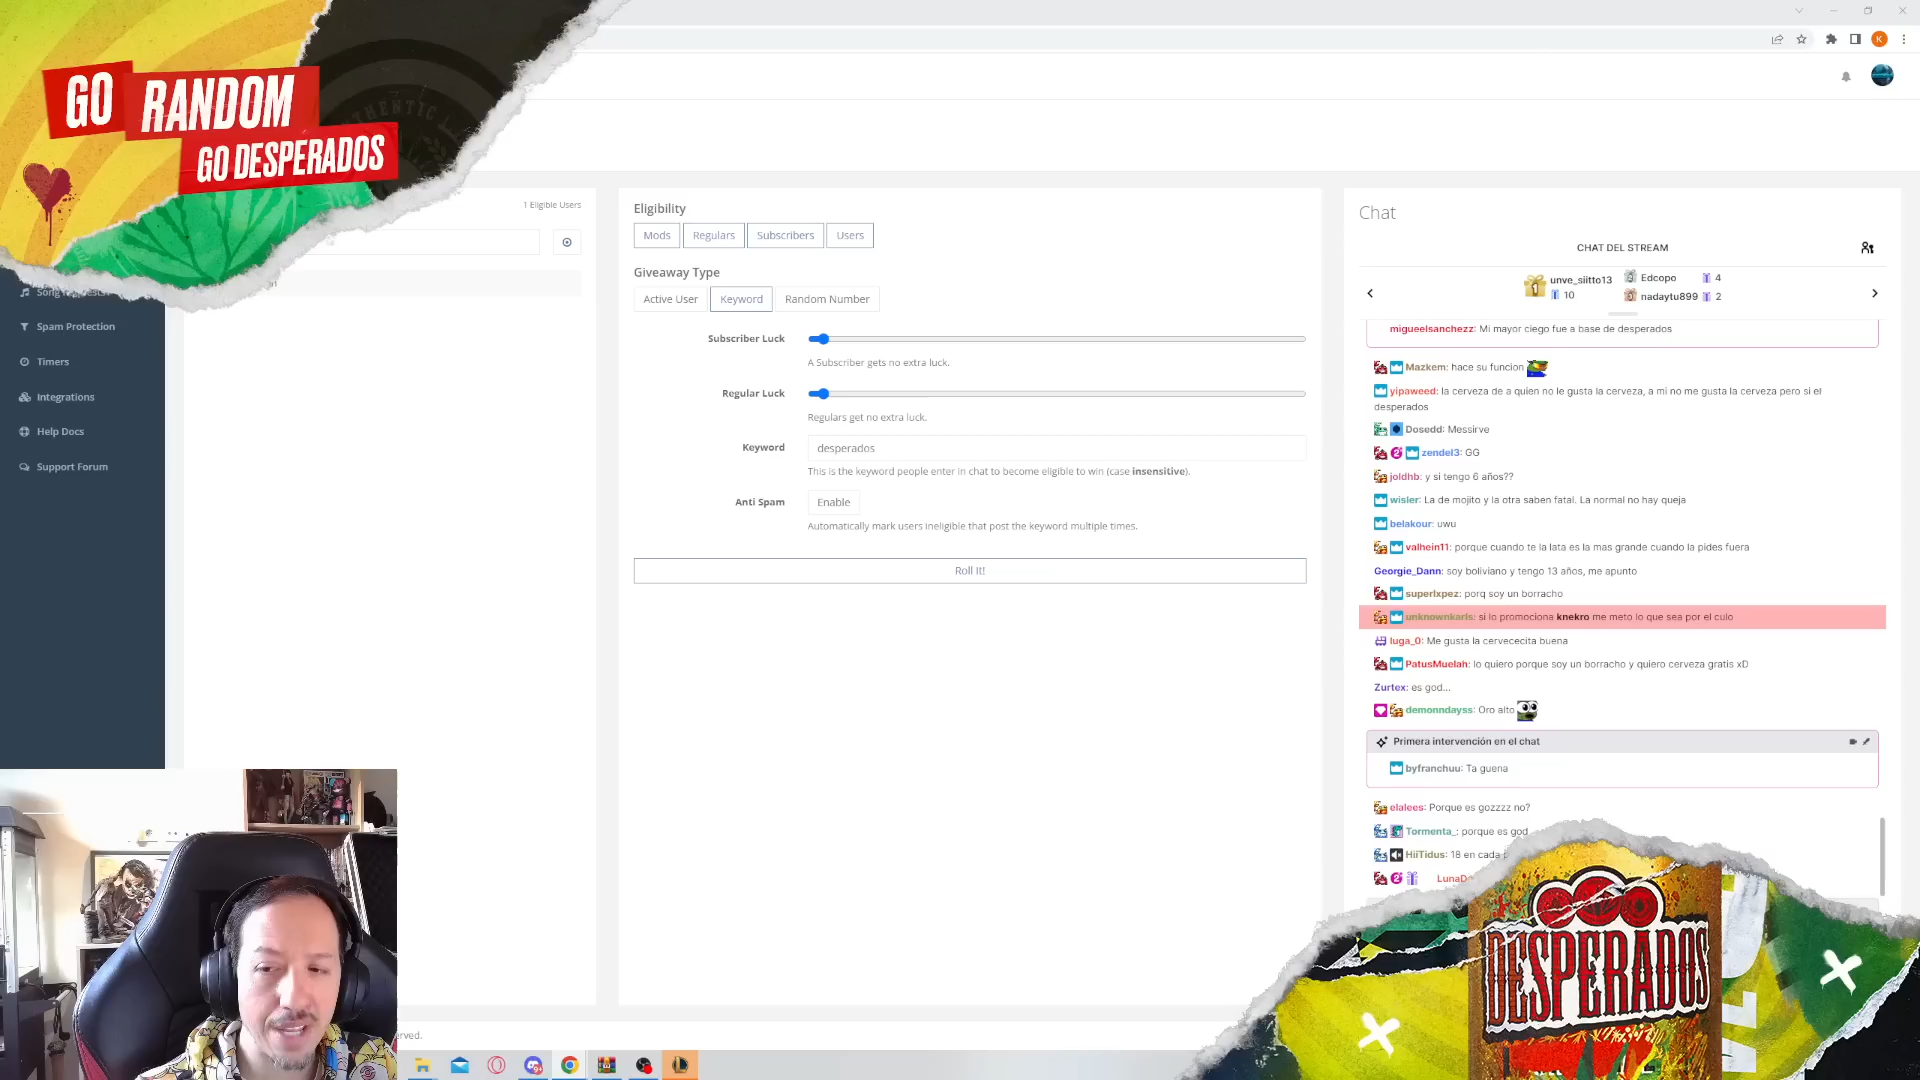 GO RANDOM
GO DESPERADOS
1 Eligible Users
Spam Protection
Timers
Integrations
Help Docs
Support Forum
Eligibility
Mods
Regulars
Subscribers
Users
Giveaway Type
Active User
Keyword
Random Number
Subscriber Luck
A Subscriber gets no extra luck.
Regular Luck
Regulars get no extra luck.
Keyword
desperados
This is the keyword people enter in chat to become eligible to win (case insensitive).
Anti Spam
Enable
Automatically mark users ineligible that post the keyword multiple times.
Roll It!
erved.
K
Chat
CHAT DEL STREAM
1
unve_siitto13
10
Edcopo
4
nadaytu899
2
migueelsanchezz: Mi mayor ciego fue a base de desperados
Mazkem: hace su funcion
yipaweed: la cerveza de a quien no le gusta la cerveza, a mi no me gusta la cerveza pero si el
desperados
Dosedd: Messirve
zendel3: GG
joldhb: y si tengo 6 años??
wisler: La de mojito y la otra saben fatal. La normal no hay queja
belakour: uwu
valhein11: porque cuando te la lata es la mas grande cuando la pides fuera
Georgie_Dann: soy boliviano y tengo 13 años, me apunto
superlxpez: porq soy un borracho
unknownkarls: si lo promociona knekro me meto lo que sea por el culo
luga_0: Me gusta la cervececita buena
PatusMuelah: lo quiero porque soy un borracho y quiero cerveza gratis xD
Zurtex: es god...
demonndayss: Oro alto
Primera intervención en el chat
byfranchuu: Ta guena
elalees: Porque es gozzzz no?
Tormenta_: porque es god
HiiTidus: 18 en cada
LunaD
DESPERADOS